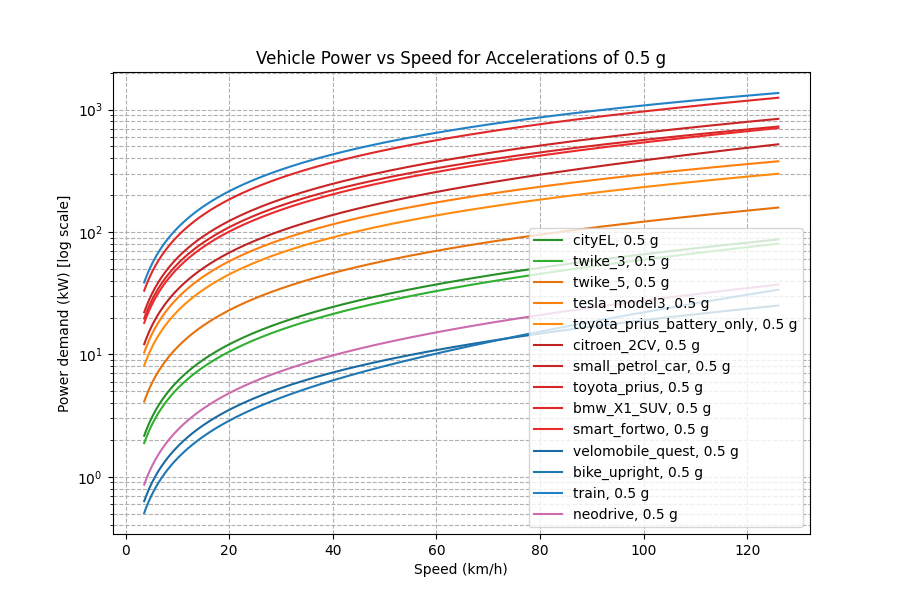 Vehicle Power vs Speed for Accelerations of 0.5 g
Power demand (kW) [log scale]
10³
10²
10¹
10⁰
cityEL, 0.5 g
twike_3, 0.5 g
twike_5, 0.5 g
tesla_model3, 0.5 g
toyota_prius_battery_only, 0.5 g
citroen_2CV, 0.5 g
small_petrol_car, 0.5 g
toyota_prius, 0.5 g
bmw_X1_SUV, 0.5 g
smart_fortwo, 0.5 g
velomobile_quest, 0.5 g
bike_upright, 0.5 g
train, 0.5 g
neodrive, 0.5 g
0 20 40 60 80 100 120
Speed (km/h)